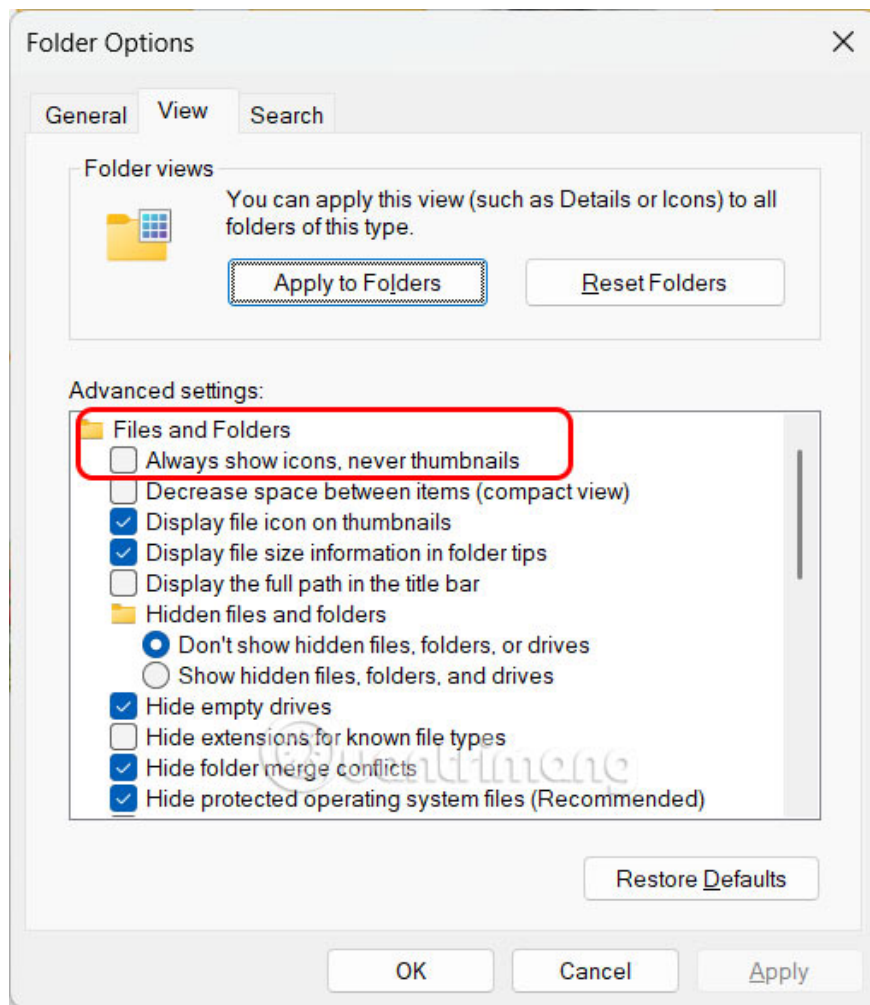 Folder Options
General
View
Search
Folder views
You can apply this view (such as Details or Icons) to all
folders of this type.
Apply to Folders
Reset Folders
Advanced settings:
Files and Folders
Always show icons, never thumbnails
Decrease space between items (compact view)
Display file icon on thumbnails
Display file size information in folder tips
Display the full path in the title bar
Hidden files and folders
Don't show hidden files, folders, or drives
Show hidden files, folders, and drives
Hide empty drives
Hide extensions for known file types
Hide folder merge conflicts
Hide protected operating system files (Recommended)
Quantrimang
Restore Defaults
OK
Cancel
Apply